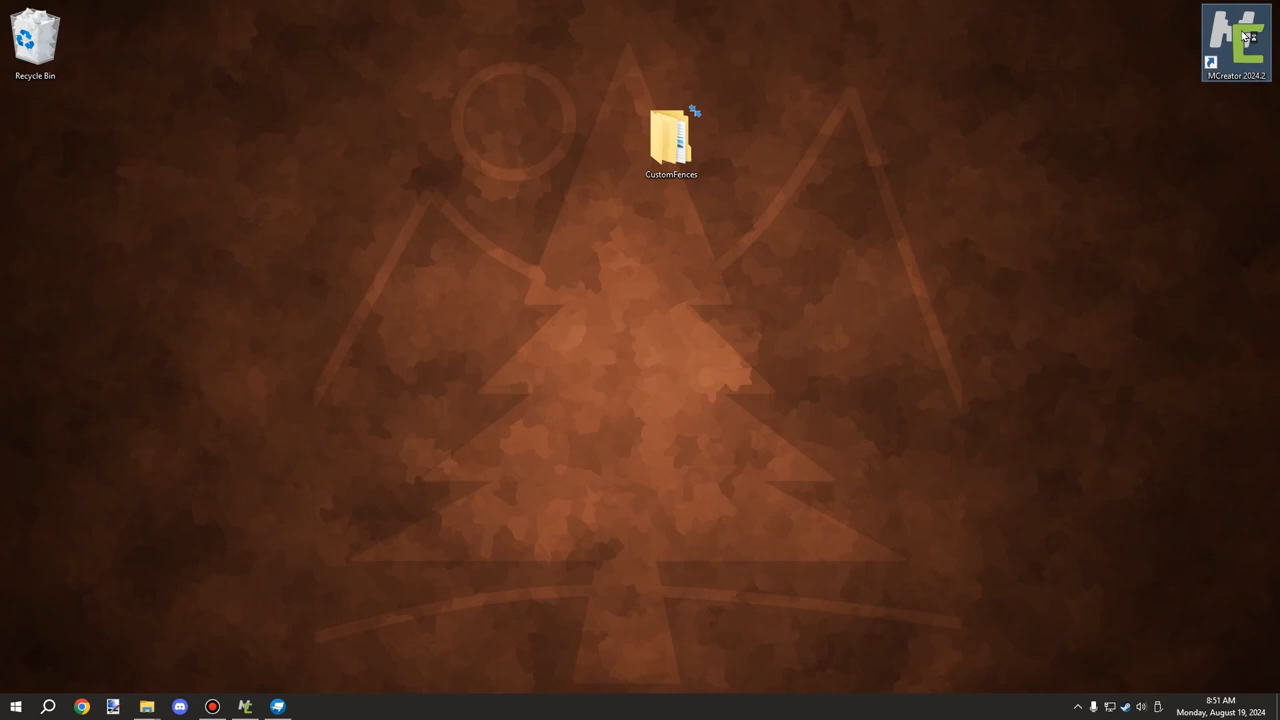 Recycle Bin
MCreator 2024.2
CustomFences
8:51 AM
Monday, August 19, 2024